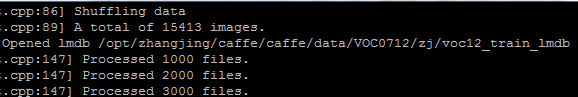 t.cpp:86] Shuffling data
t.cpp:89] A total of 15413 images.
Opened lmdb /opt/zhangjing/caffe/caffe/data/VOC0712/zj/voc12_train_lmdb
t.cpp:147] Processed 1000 files.
t.cpp:147] Processed 2000 files.
t.cpp:147] Processed 3000 files.